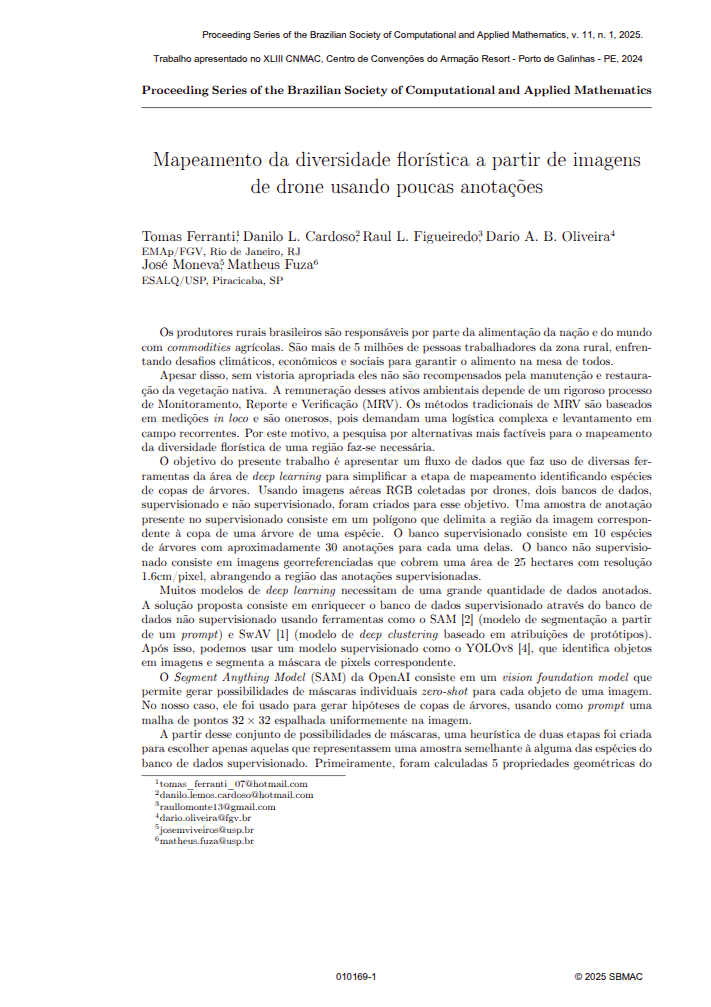 Proceeding Series of the Brazilian Society of Computational and Applied Mathematics, v. 11, n. 1, 2025.
Trabalho apresentado no XLIII CNMAC, Centro de Convenções do Armação Resort - Porto de Galinhas - PE, 2024
Proceeding Series of the Brazilian Society of Computational and Applied Mathematics
Mapeamento da diversidade florística a partir de imagens
de drone usando poucas anotações
Tomas Ferranti,¹ Danilo L. Cardoso,² Raul L. Figueiredo,³ Dario A. B. Oliveira⁴
EMAp/FGV, Rio de Janeiro, RJ
José Moneva,⁵ Matheus Fuza⁶
ESALQ/USP, Piracicaba, SP
Os produtores rurais brasileiros são responsáveis por parte da alimentação da nação e do mundo
com commodities agrícolas. São mais de 5 milhões de pessoas trabalhadores da zona rural, enfren-
tando desafios climáticos, econômicos e sociais para garantir o alimento na mesa de todos.
Apesar disso, sem vistoria apropriada eles não são recompensados pela manutenção e restaura-
ção da vegetação nativa. A remuneração desses ativos ambientais depende de um rigoroso processo
de Monitoramento, Reporte e Verificação (MRV). Os métodos tradicionais de MRV são baseados
em medições in loco e são onerosos, pois demandam uma logística complexa e levantamento em
campo recorrentes. Por este motivo, a pesquisa por alternativas mais factíveis para o mapeamento
da diversidade florística de uma região faz-se necessária.
O objetivo do presente trabalho é apresentar um fluxo de dados que faz uso de diversas fer-
ramentas da área de deep learning para simplificar a etapa de mapeamento identificando espécies
de copas de árvores. Usando imagens aéreas RGB coletadas por drones, dois bancos de dados,
supervisionado e não supervisionado, foram criados para esse objetivo. Uma amostra de anotação
presente no supervisionado consiste em um polígono que delimita a região da imagem correspon-
dente à copa de uma árvore de uma espécie. O banco supervisionado consiste em 10 espécies
de árvores com aproximadamente 30 anotações para cada uma delas. O banco não supervisio-
nado consiste em imagens georreferenciadas que cobrem uma área de 25 hectares com resolução
1.6cm/pixel, abrangendo a região das anotações supervisionadas.
Muitos modelos de deep learning necessitam de uma grande quantidade de dados anotados.
A solução proposta consiste em enriquecer o banco de dados supervisionado através do banco de
dados não supervisionado usando ferramentas como o SAM [2] (modelo de segmentação a partir
de um prompt) e SwAV [1] (modelo de deep clustering baseado em atribuições de protótipos).
Após isso, podemos usar um modelo supervisionado como o YOLOv8 [4], que identifica objetos
em imagens e segmenta a máscara de pixels correspondente.
O Segment Anything Model (SAM) da OpenAI consiste em um vision foundation model que
permite gerar possibilidades de máscaras individuais zero-shot para cada objeto de uma imagem.
No nosso caso, ele foi usado para gerar hipóteses de copas de árvores, usando como prompt uma
malha de pontos 32 × 32 espalhada uniformemente na imagem.
A partir desse conjunto de possibilidades de máscaras, uma heurística de duas etapas foi criada
para escolher apenas aquelas que representassem uma amostra semelhante à alguma das espécies do
banco de dados supervisionado. Primeiramente, foram calculadas 5 propriedades geométricas do
¹tomas_ferranti_07@hotmail.com
²danilo.lemos.cardoso@hotmail.com
³raullomonte13@gmail.com
⁴dario.oliveira@fgv.br
⁵josemviveiros@usp.br
⁶matheus.fuza@usp.br
010169-1
© 2025 SBMAC